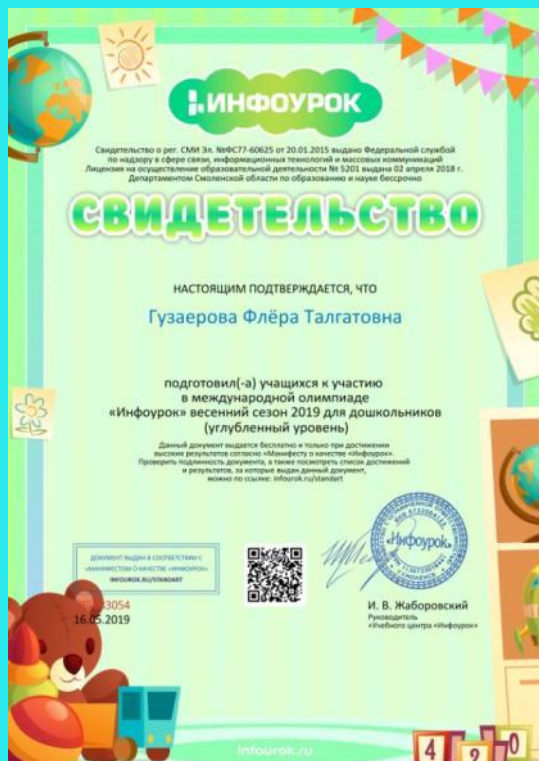 ИНФОУРОК
Свидетельство о рег. СМИ Эл. №ФС77-60625 от 20.01.2015 выдано Федеральной службой
по надзору в сфере связи, информационных технологий и массовых коммуникаций
Лицензия на осуществление образовательной деятельности № 5201 выдана 02 апреля 2018 г.
Департаментом Смоленской области по образованию и науке бессрочно
СВИДЕТЕЛЬСТВО
НАСТОЯЩИМ ПОДТВЕРЖДАЕТСЯ, ЧТО
Гузаерова Флёра Талгатовна
подготовил(-а) учащихся к участию
в международной олимпиаде
«Инфоурок» весенний сезон 2019 для дошкольников
(углубленный уровень)
Данный документ выдается бесплатно и только при достижении
высоких результатов согласно «Манифесту о качестве «Инфоурок».
Проверить подлинность документа, а также посмотреть список достижений
и результатов, за которые выдан данный документ,
можно по ссылке: infourok.ru/standart
ДОКУМЕНТ ВЫДАН В СООТВЕТСТВИИ С
«МАНИФЕСТОМ О КАЧЕСТВЕ «ИНФОУРОК»
INFOUROK.RU/STANDART
«Инфоурок»
3054
16.05.2019
И. В. Жаборовский
Руководитель
«Учебного центра «Инфоурок»
infourok.ru
4 2 0